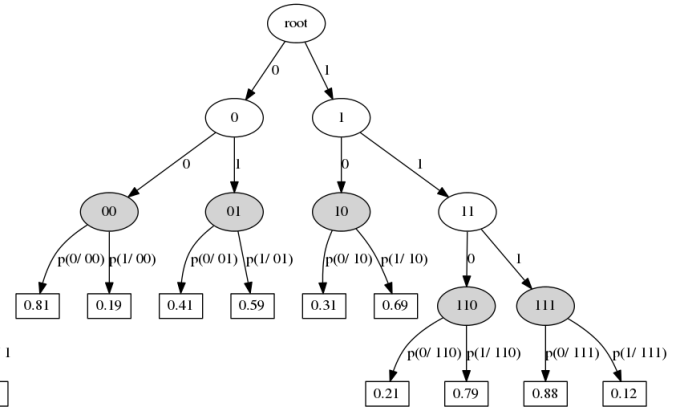 root
0 1
0 1
0 1 0 1
00 01 10 11
p(0/ 00) p(1/ 00) p(0/ 01) p(1/ 01) p(0/ 10) p(1/ 10) 0 1
0.81 0.19 0.41 0.59 0.31 0.69 110 111
1 p(0/ 110) p(1/ 110) p(0/ 111) p(1/ 111)
0.21 0.79 0.88 0.12